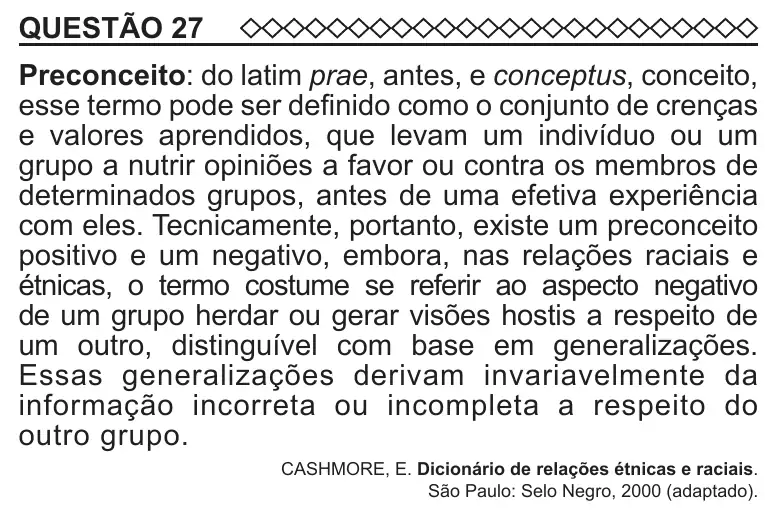 QUESTÃO 27
Preconceito: do latim prae, antes, e conceptus, conceito,
esse termo pode ser definido como o conjunto de crenças
e valores aprendidos, que levam um indivíduo ou um
grupo a nutrir opiniões a favor ou contra os membros de
determinados grupos, antes de uma efetiva experiência
com eles. Tecnicamente, portanto, existe um preconceito
positivo e um negativo, embora, nas relações raciais e
étnicas, o termo costume se referir ao aspecto negativo
de um grupo herdar ou gerar visões hostis a respeito de
um outro, distinguível com base em generalizações.
Essas generalizações derivam invariavelmente da
informação incorreta ou incompleta a respeito do
outro grupo.
CASHMORE, E. Dicionário de relações étnicas e raciais.
São Paulo: Selo Negro, 2000 (adaptado).